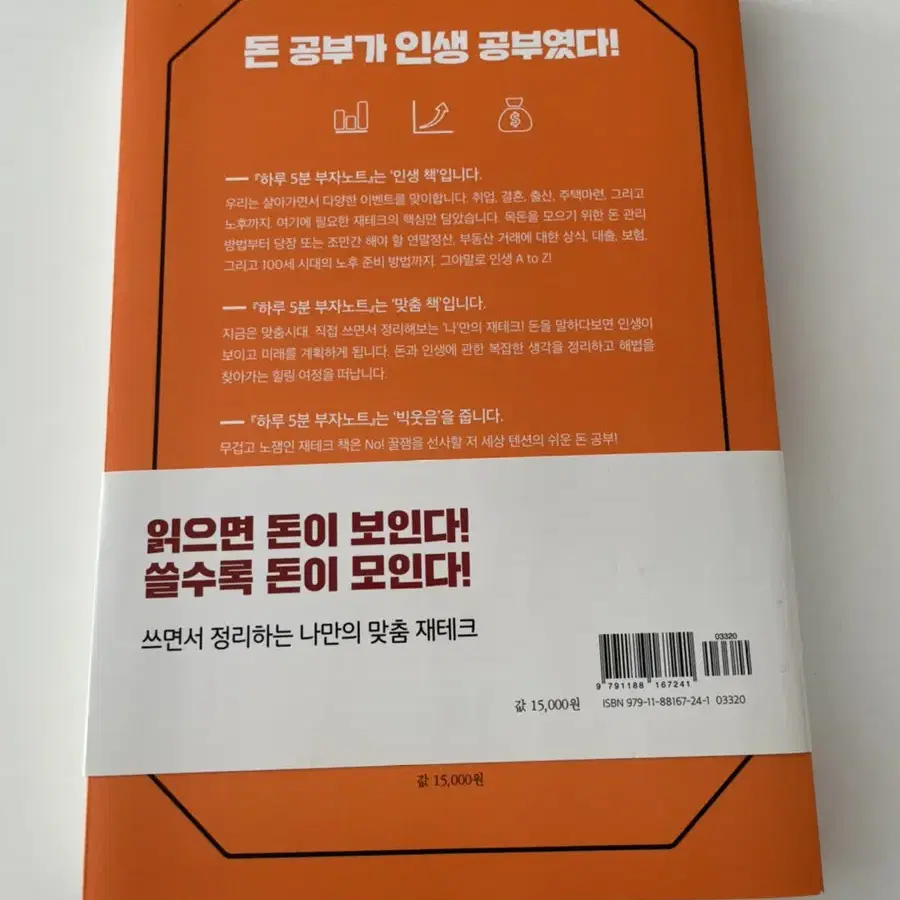 돈 공부가 인생 공부였다!
$
『하루 5분 부자노트』는 '인생 책'입니다.
우리는 살아가면서 다양한 이벤트를 맞이합니다. 취업, 결혼, 출산, 주택마련, 그리고
노후까지. 여기에 필요한 재테크의 핵심만 담았습니다. 목돈을 모으기 위한 돈 관리
방법부터 당장 또는 조만간 해야 할 연말정산, 부동산 거래에 대한 상식, 대출, 보험,
그리고 100세 시대의 노후 준비 방법까지. 그야말로 인생 A to Z!
『하루 5분 부자노트』는 '맞춤 책'입니다.
지금은 맞춤시대. 직접 쓰면서 정리해보는 '나'만의 재테크! 돈을 말하다보면 인생이
보이고 미래를 계획하게 됩니다. 돈과 인생에 관한 복잡한 생각을 정리하고 해법을
찾아가는 힐링 여정을 떠납니다.
『하루 5분 부자노트』는 '빅웃음'을 줍니다.
무겁고 노잼인 재테크 책은 No! 꿀잼을 선사할 저 세상 텐션의 쉬운 돈 공부!
읽으면 돈이 보인다!
쓸수록 돈이 모인다!
쓰면서 정리하는 나만의 맞춤 재테크
03320
9 791188 167241
값 15,000원
ISBN 979-11-88167-24-1 03320
값 15,000원